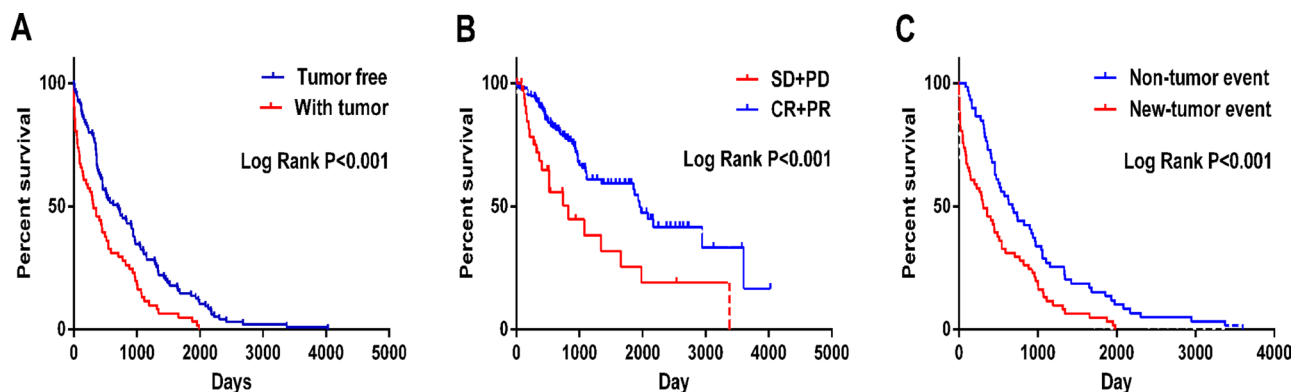 A
Percent survival
100
50
0
Tumor free
With tumor
Log Rank P<0.001
0 1000 2000 3000 4000 5000
Days
B
Percent survival
100
50
0
SD+PD
CR+PR
Log Rank P<0.001
0 1000 2000 3000 4000 5000
Day
C
Percent survival
100
50
0
Non-tumor event
New-tumor event
Log Rank P<0.001
0 1000 2000 3000 4000
Day